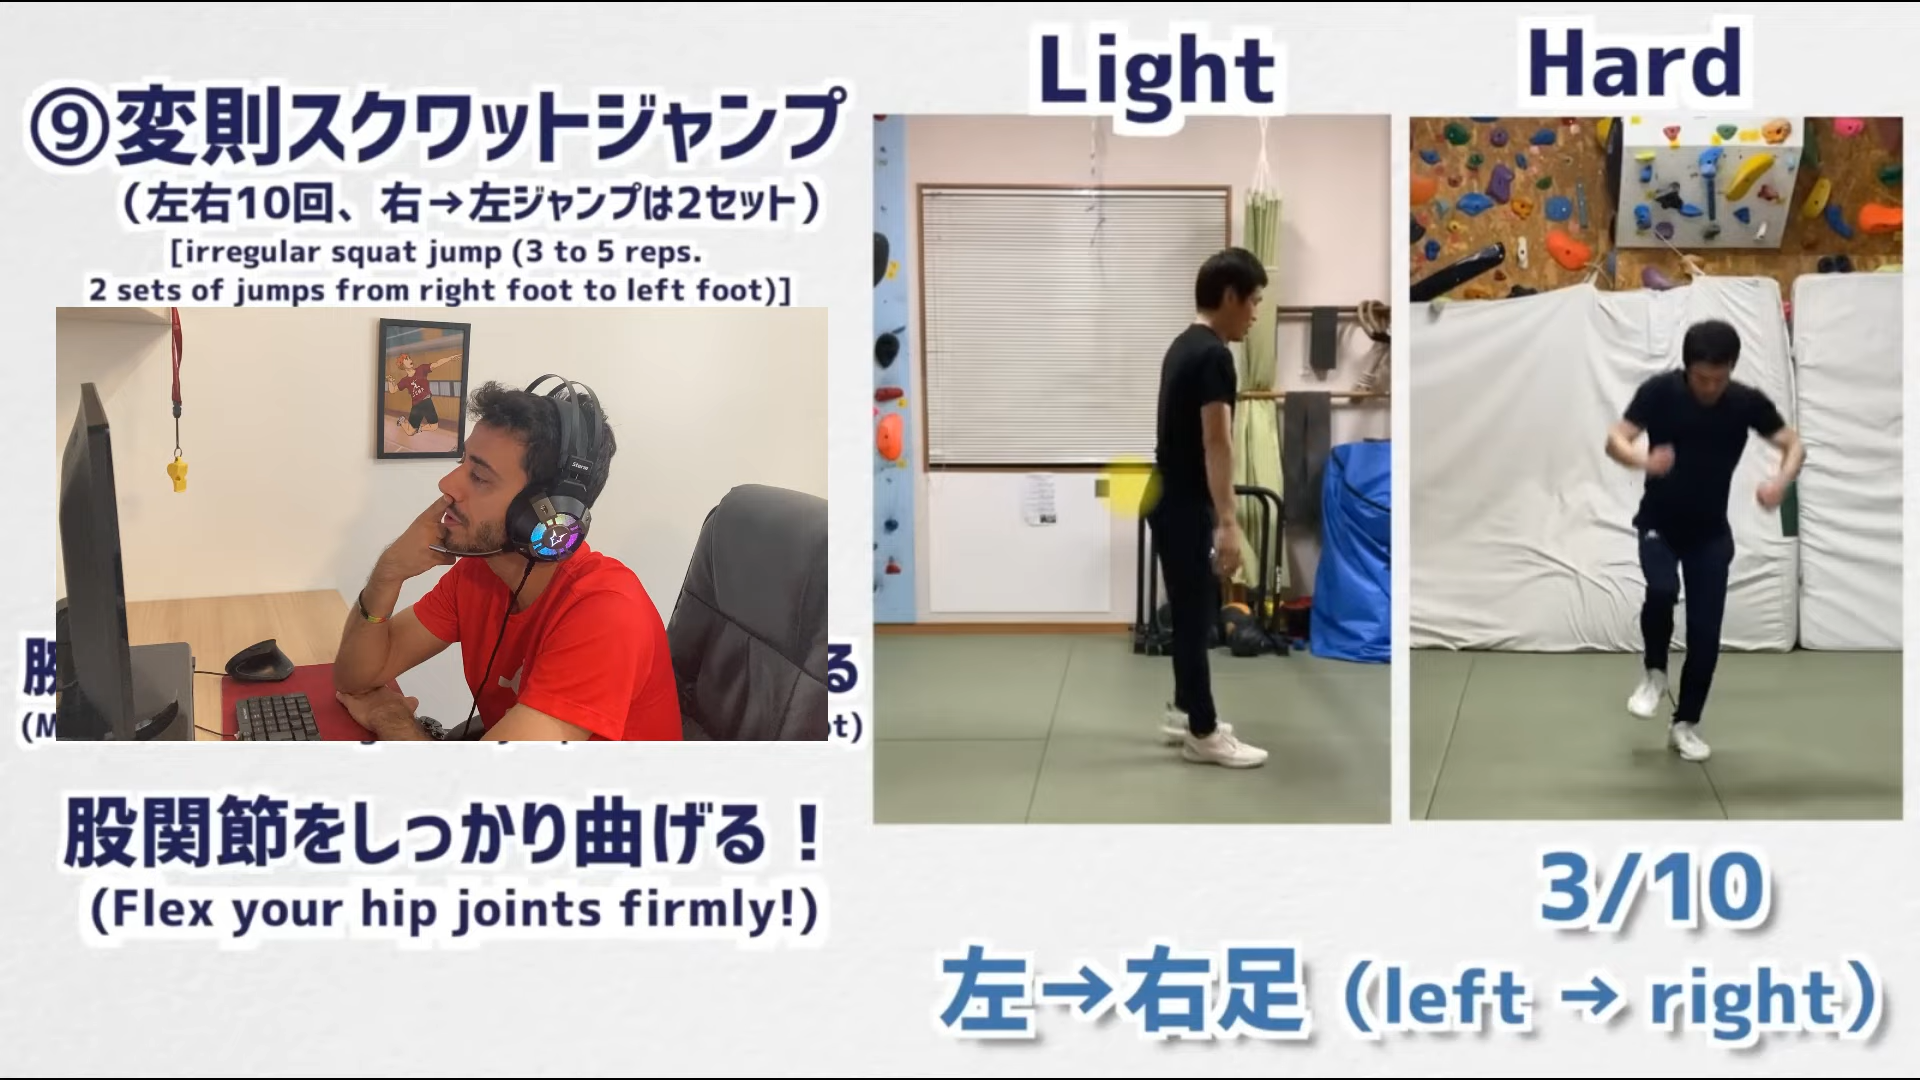 ⑨変則スクワットジャンプ
（左右10回、右→左ジャンプは2セット）
[irregular squat jump (3 to 5 reps.
2 sets of jumps from right foot to left foot)]
Light
Hard
股関節をしっかり曲げる！
(Flex your hip joints firmly!)
3/10
左→右足（left → right）